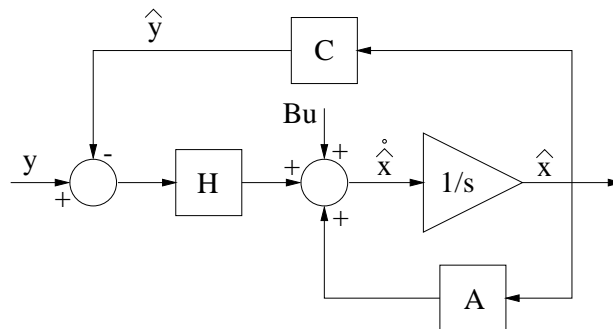 ŷ
C
Bu
y
-
+
H
+
+
+
x̂̊
1/s
x̂
A